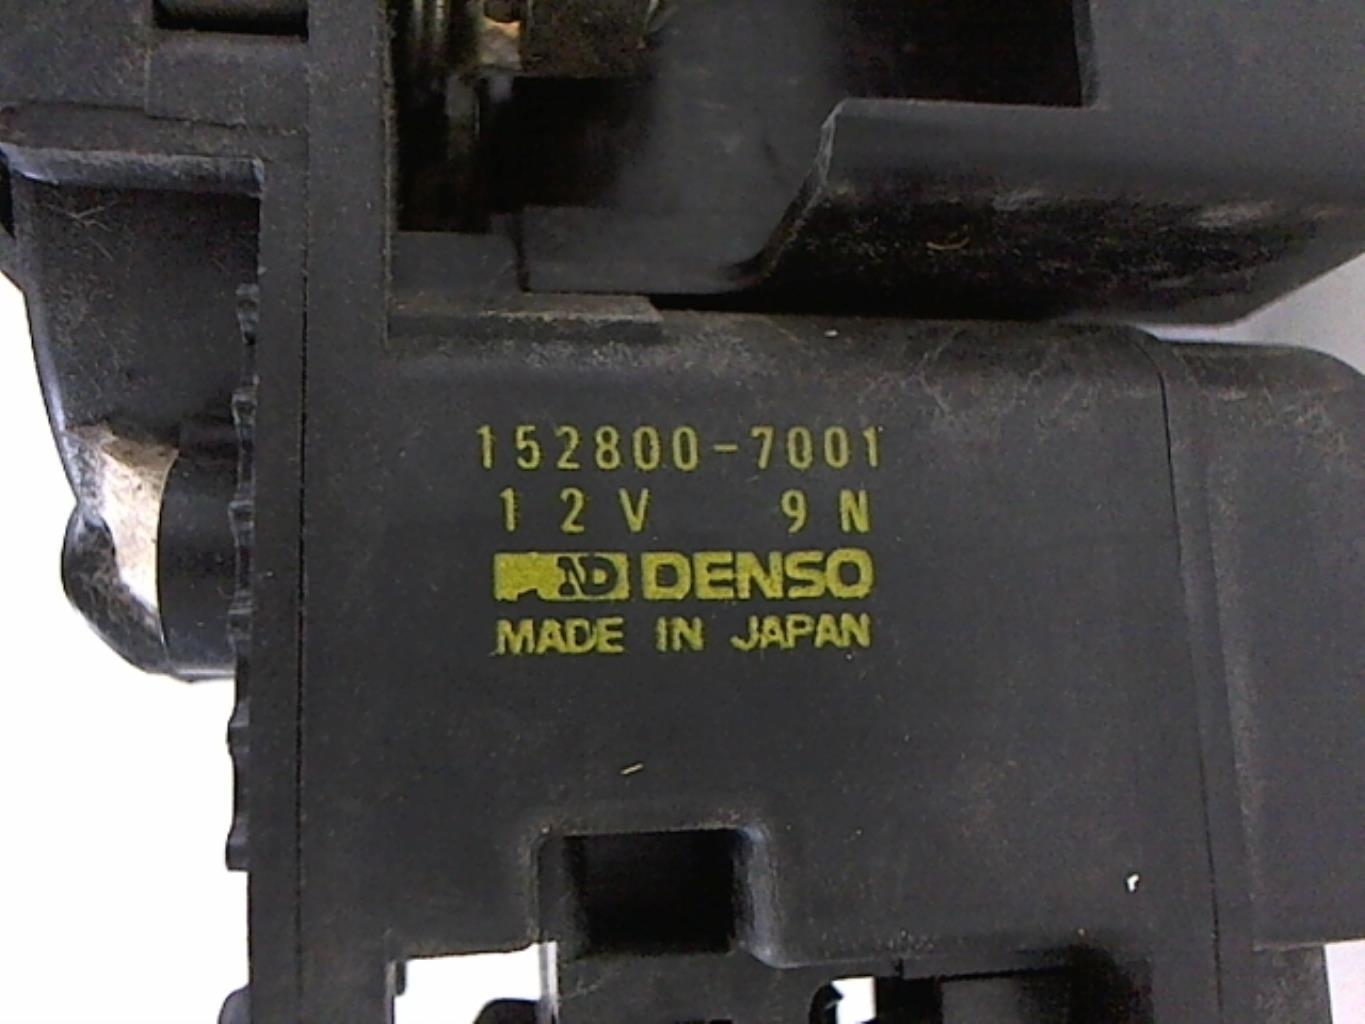 152800-7001
12V 9N
ND DENSO
MADE IN JAPAN